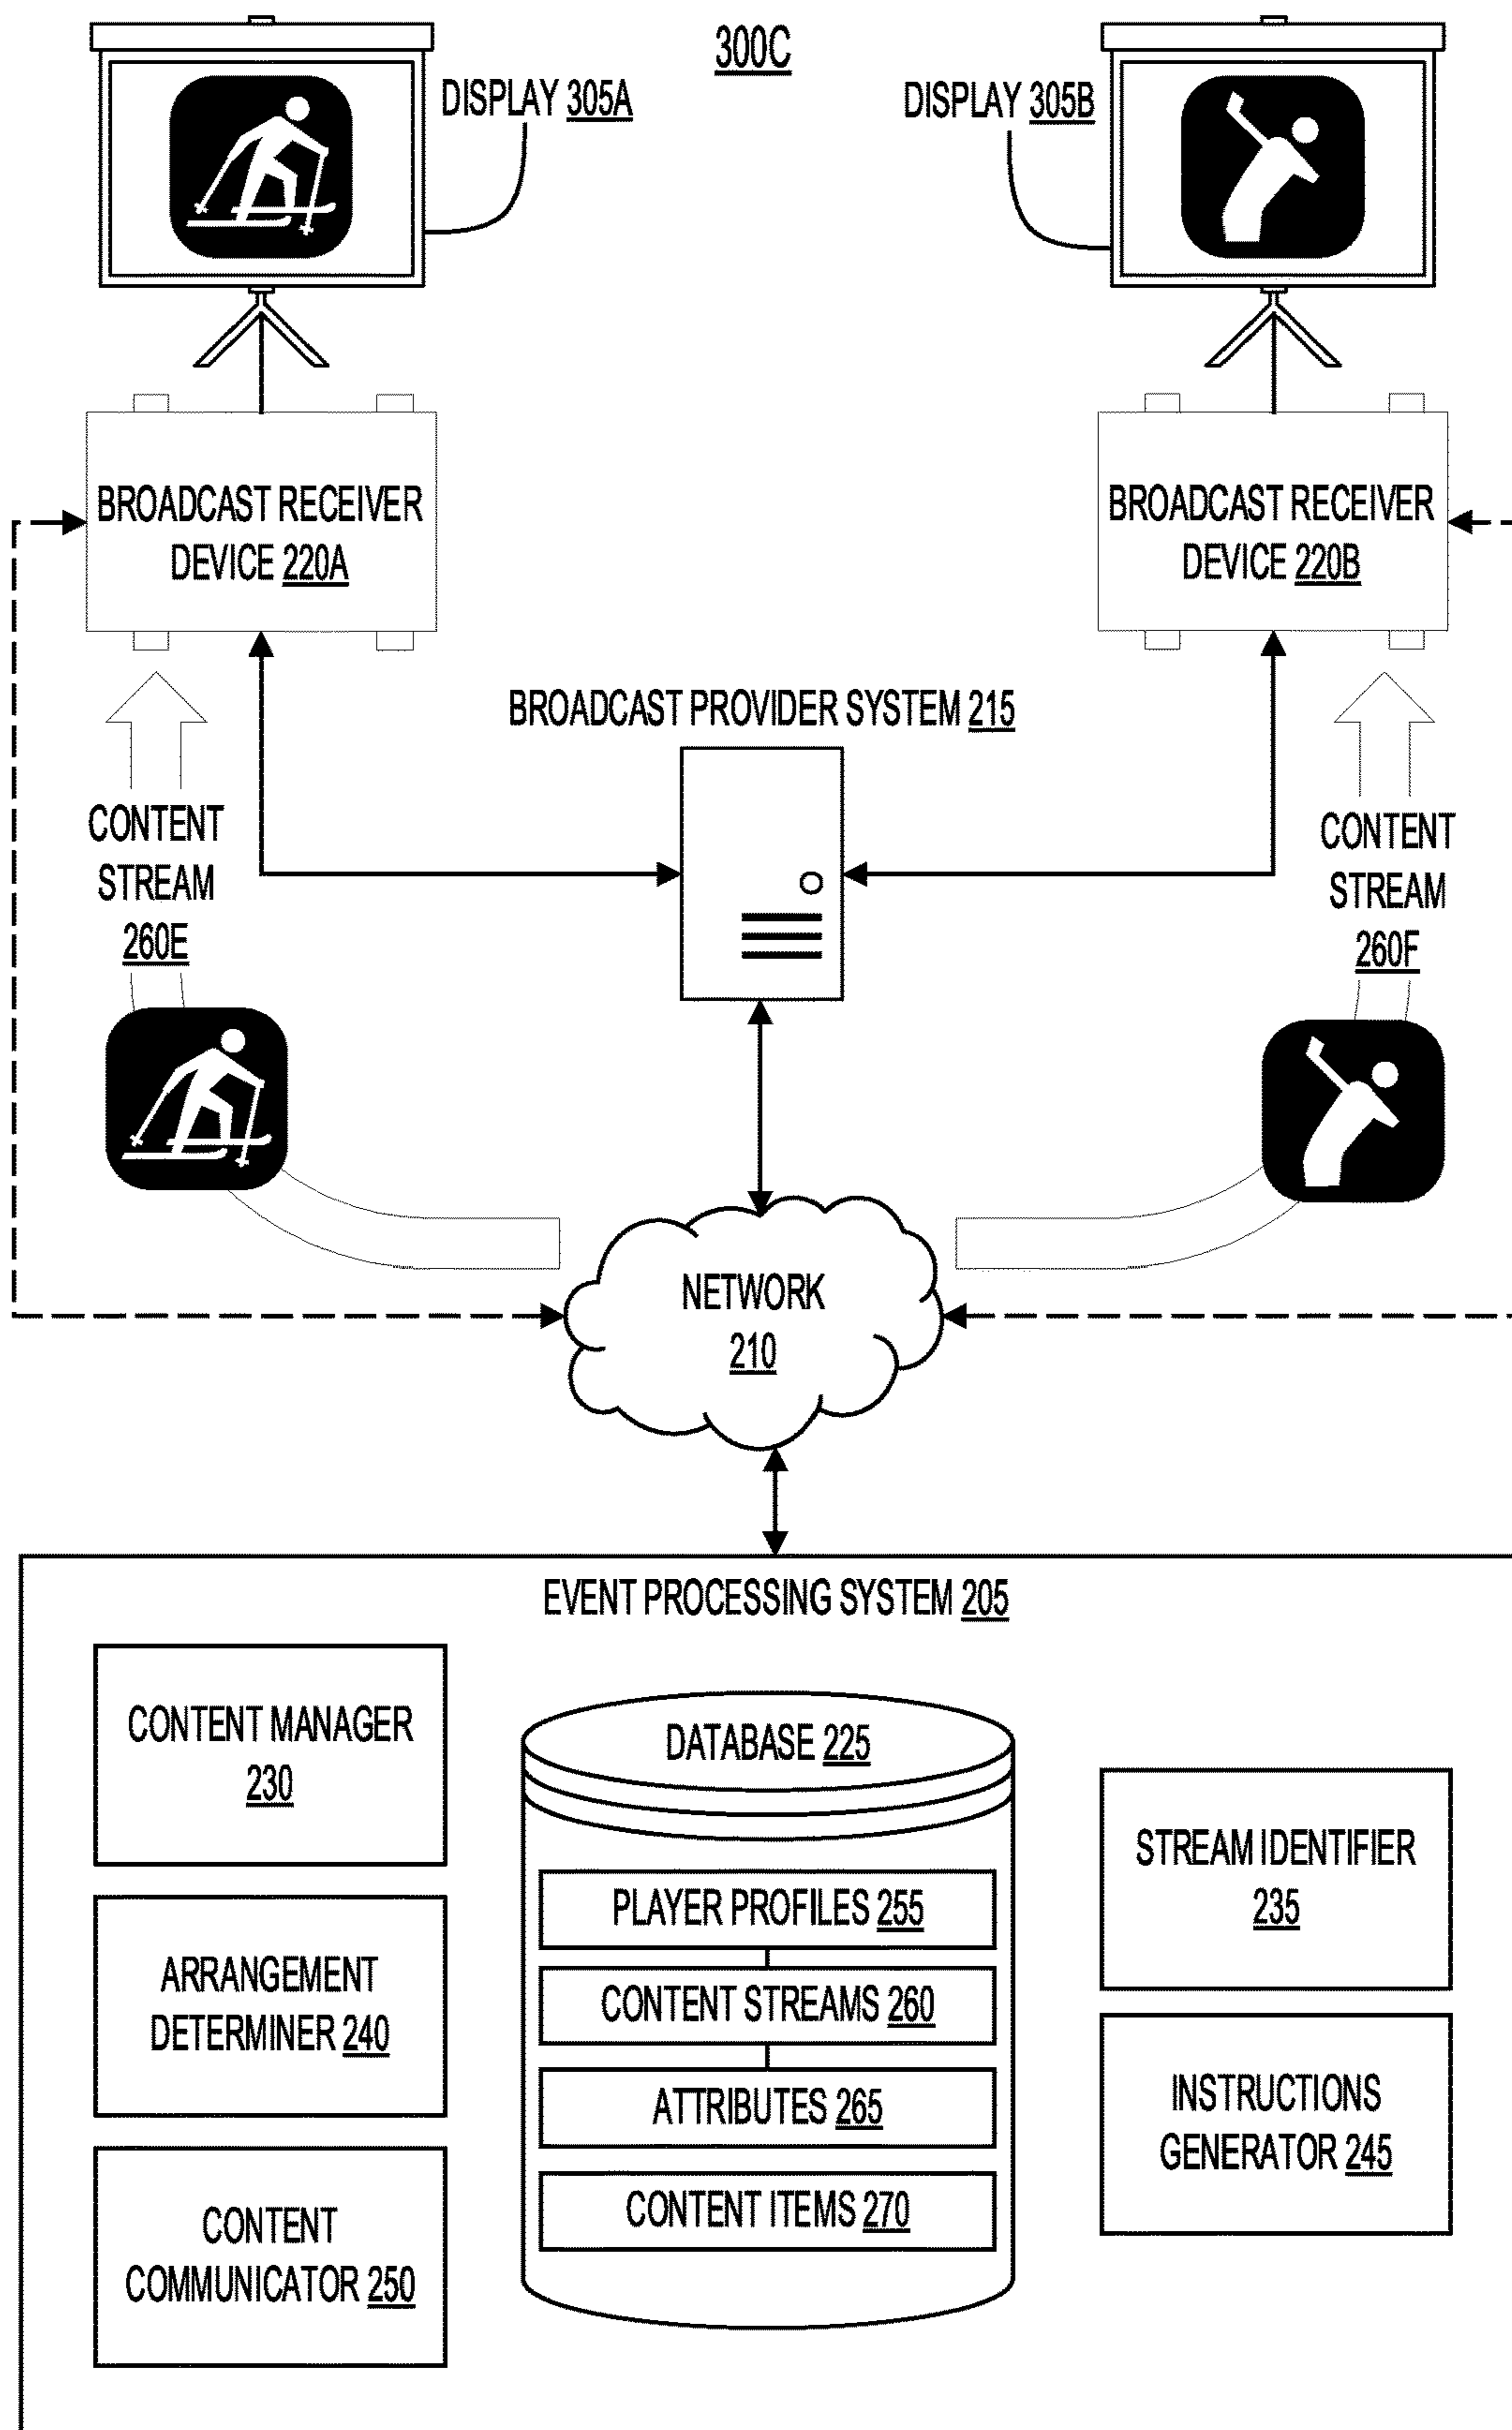 300C
DISPLAY 305A
DISPLAY 305B
BROADCAST RECEIVER
DEVICE 220A
BROADCAST RECEIVER
DEVICE 220B
BROADCAST PROVIDER SYSTEM 215
CONTENT
STREAM
260E
CONTENT
STREAM
260F
NETWORK
210
EVENT PROCESSING SYSTEM 205
CONTENT MANAGER
230
ARRANGEMENT
DETERMINER 240
CONTENT
COMMUNICATOR 250
DATABASE 225
PLAYER PROFILES 255
CONTENT STREAMS 260
ATTRIBUTES 265
CONTENT ITEMS 270
STREAM IDENTIFIER
235
INSTRUCTIONS
GENERATOR 245